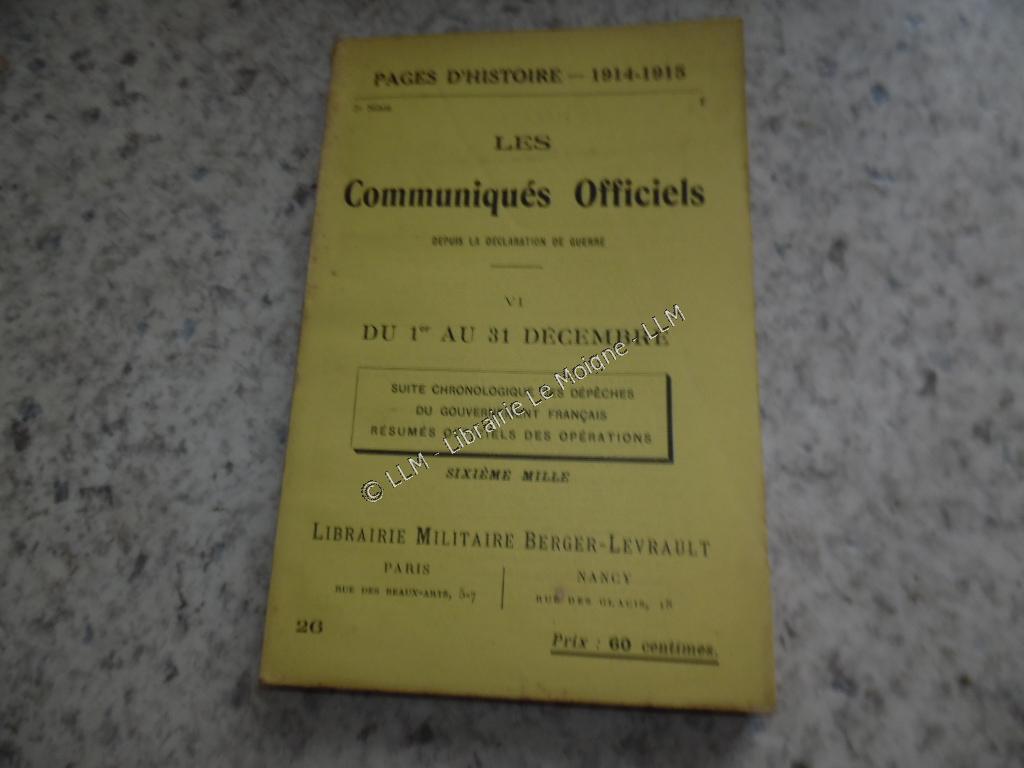 PAGES D'HISTOIRE — 1914-1915
LES
Communiqués Officiels
DEPUIS LA DÉCLARATION DE GUERRE
VI
DU 1er AU 31 DÉCEMBRE
SUITE CHRONOLOGIQUE DES DÉPÊCHES
DU GOUVERNEMENT FRANÇAIS
RÉSUMÉS OFFICIELS DES OPÉRATIONS
SIXIÈME MILLE
LIBRAIRIE MILITAIRE BERGER-LEVRAULT
PARIS
RUE DES BEAUX-ARTS, 5-7
NANCY
RUE DES GLACIS, 18
26
Prix : 60 centimes.
© LLM - Librairie Le Moigne - LLM